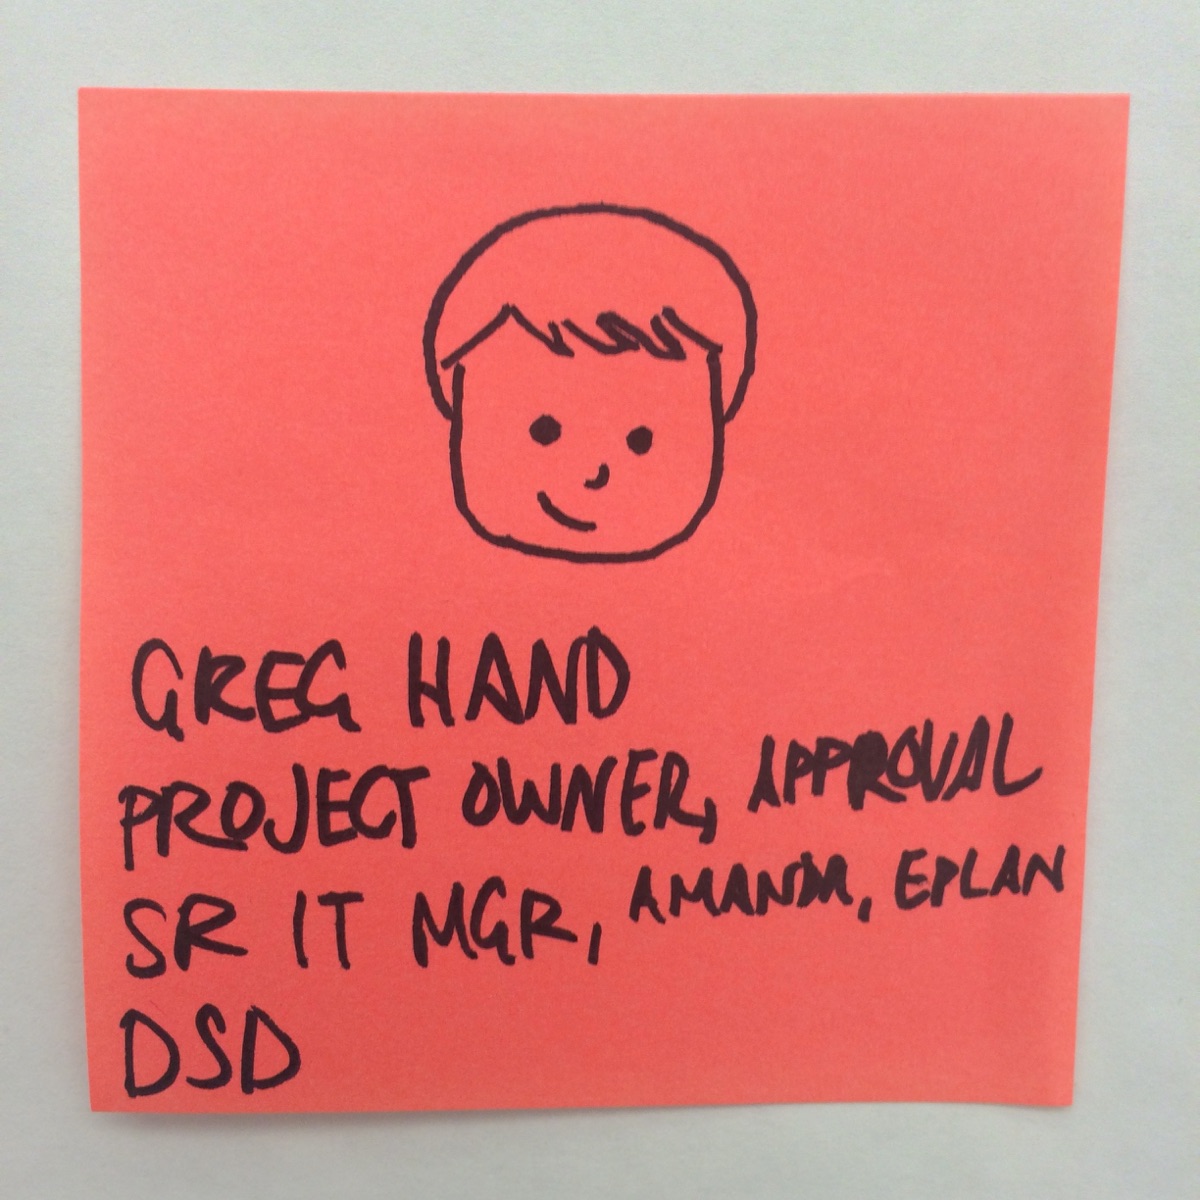 GREG HAND
PROJECT OWNER, APPROVAL
SR IT MGR, AMANDA, EPLAN
DSD